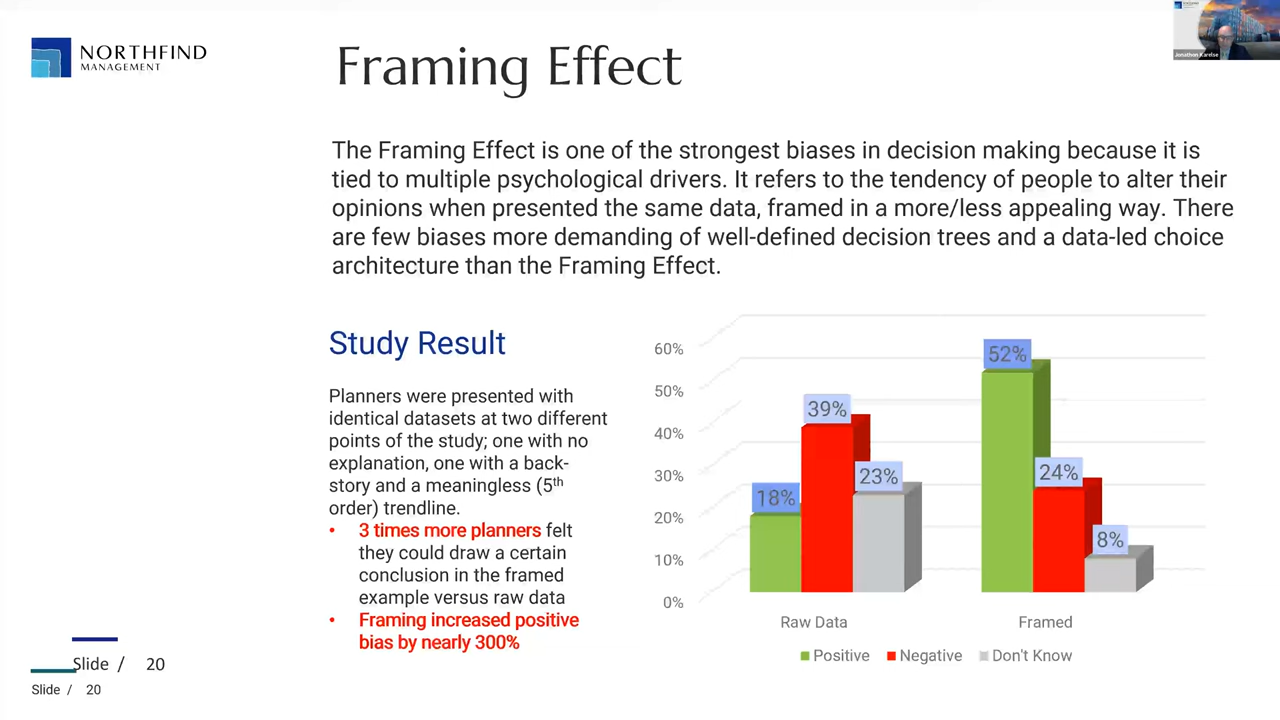 NORTHFIND
MANAGEMENT
Framing Effect
Jonathon Karelse
The Framing Effect is one of the strongest biases in decision making because it is
tied to multiple psychological drivers. It refers to the tendency of people to alter their
opinions when presented the same data, framed in a more/less appealing way. There
are few biases more demanding of well-defined decision trees and a data-led choice
architecture than the Framing Effect.
Study Result
Planners were presented with
identical datasets at two different
points of the study; one with no
explanation, one with a back-
story and a meaningless (5th
order) trendline.
• 3 times more planners felt
they could draw a certain
conclusion in the framed
example versus raw data
• Framing increased positive
bias by nearly 300%
60%
50%
40%
30%
20%
10%
0%
18%
39%
23%
52%
24%
8%
Raw Data
Framed
Positive
Negative
Don't Know
Slide / 20
Slide / 20